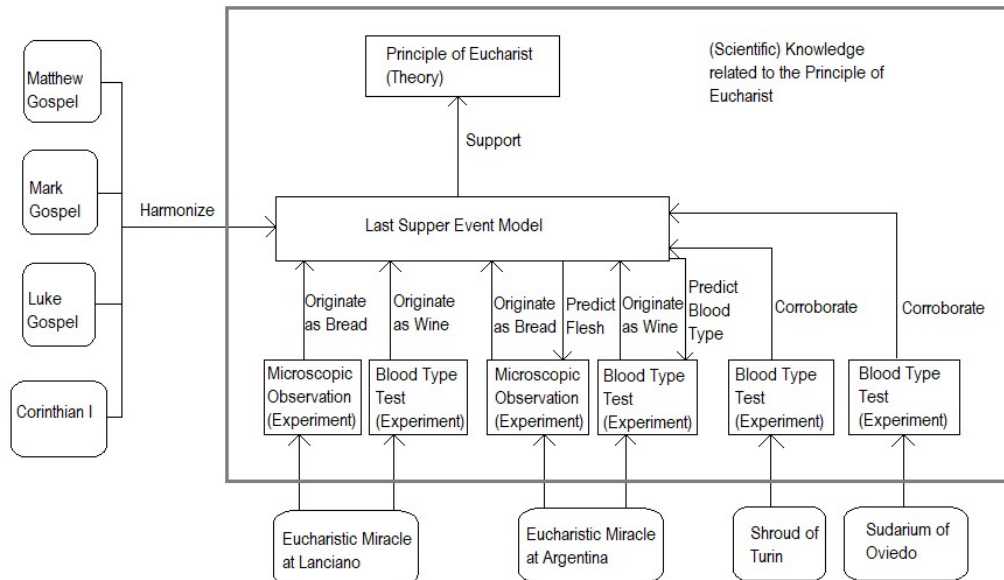 Matthew
Gospel
Mark
Gospel
Luke
Gospel
Corinthian I
Harmonize
Principle of Eucharist
(Theory)
(Scientific) Knowledge
related to the Principle of
Eucharist
Support
Last Supper Event Model
Originate
as Bread
Originate
as Wine
Originate
as Bread
Predict
Flesh
Originate
as Wine
Predict
Blood
Type
Corroborate
Corroborate
Microscopic
Observation
(Experiment)
Blood Type
Test
(Experiment)
Microscopic
Observation
(Experiment)
Blood Type
Test
(Experiment)
Blood Type
Test
(Experiment)
Blood Type
Test
(Experiment)
Eucharistic Miracle
at Lanciano
Eucharistic Miracle
at Argentina
Shroud of
Turin
Sudarium of
Oviedo